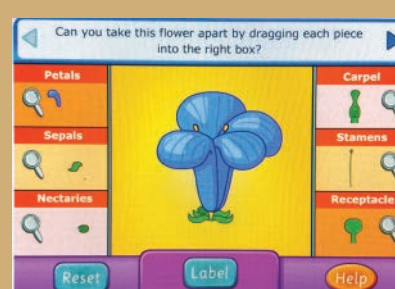 Can you take this flower apart by dragging each piece
into the right box?
Petals
Sepals
Nectaries
Carpel
Stamens
Receptacle
Reset
Label
Help